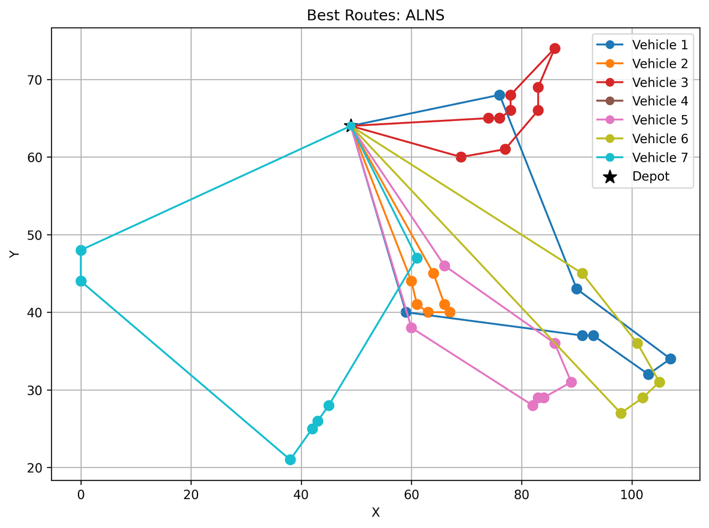 Best Routes: ALNS
Vehicle 1
Vehicle 2
Vehicle 3
Vehicle 4
Vehicle 5
Vehicle 6
Vehicle 7
Depot
Y
70
60
50
40
30
20
0 20 40 60 80 100
X